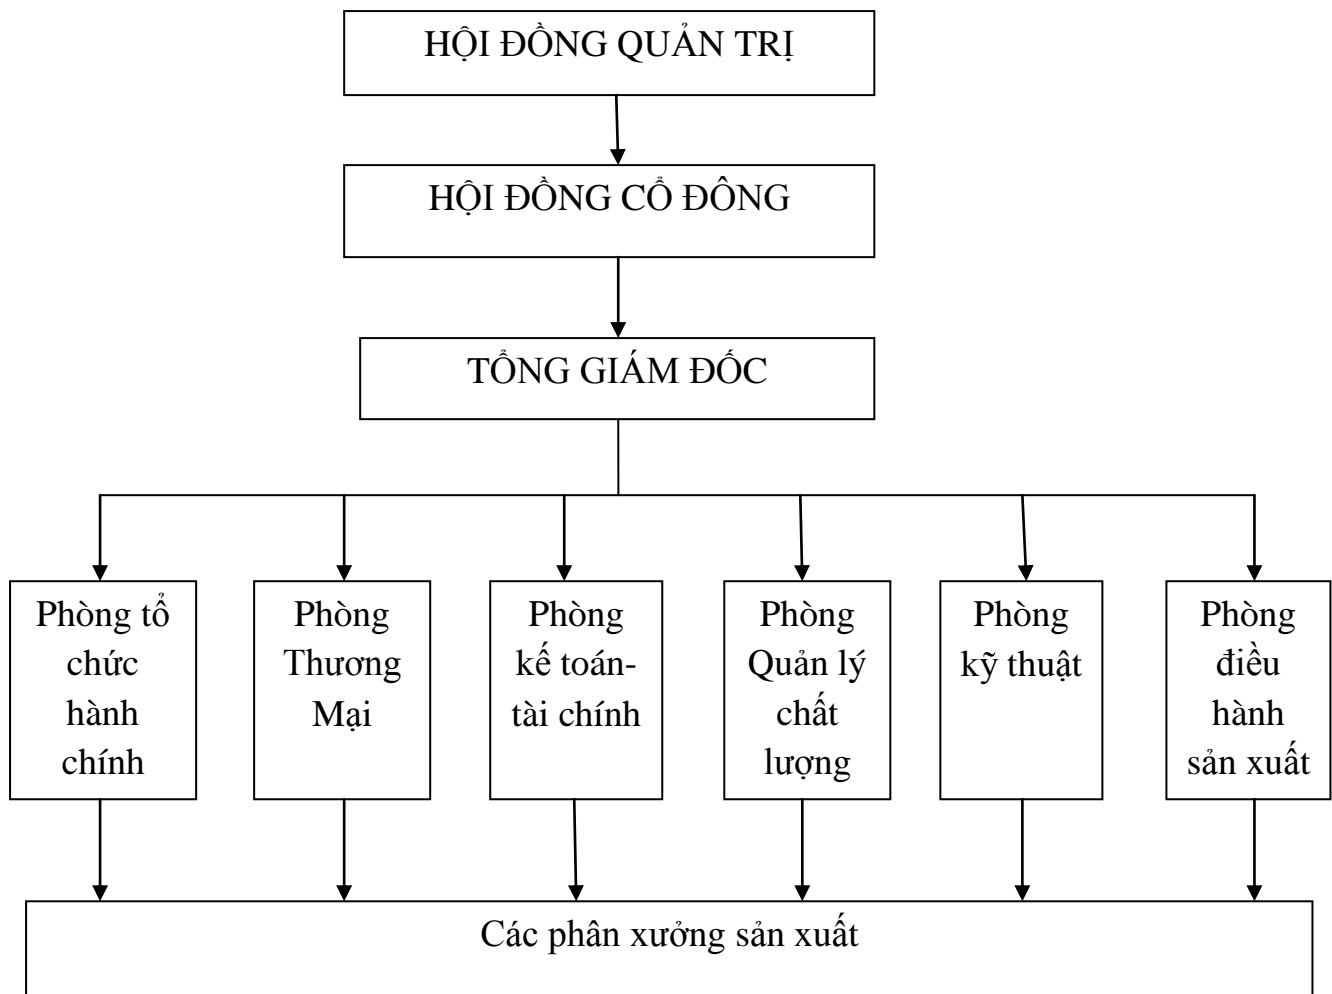 HỘI ĐỒNG QUẢN TRỊ
HỘI ĐỒNG CỔ ĐÔNG
TỔNG GIÁM ĐỐC
Phòng tổ
chức
hành
chính
Phòng
Thương
Mại
Phòng
kế toán-
tài chính
Phòng
Quản lý
chất
lượng
Phòng
kỹ thuật
Phòng
điều
hành
sản xuất
Các phân xưởng sản xuất